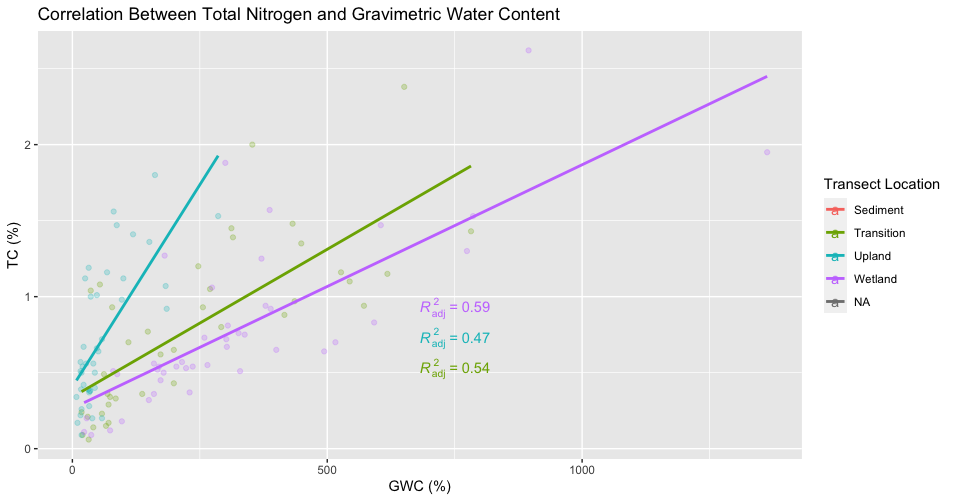 Correlation Between Total Nitrogen and Gravimetric Water Content
TC (%)
2
1
0
R²adj = 0.59
R²adj = 0.47
R²adj = 0.54
0 500 1000
GWC (%)
Transect Location
a Sediment
a Transition
a Upland
a Wetland
a NA